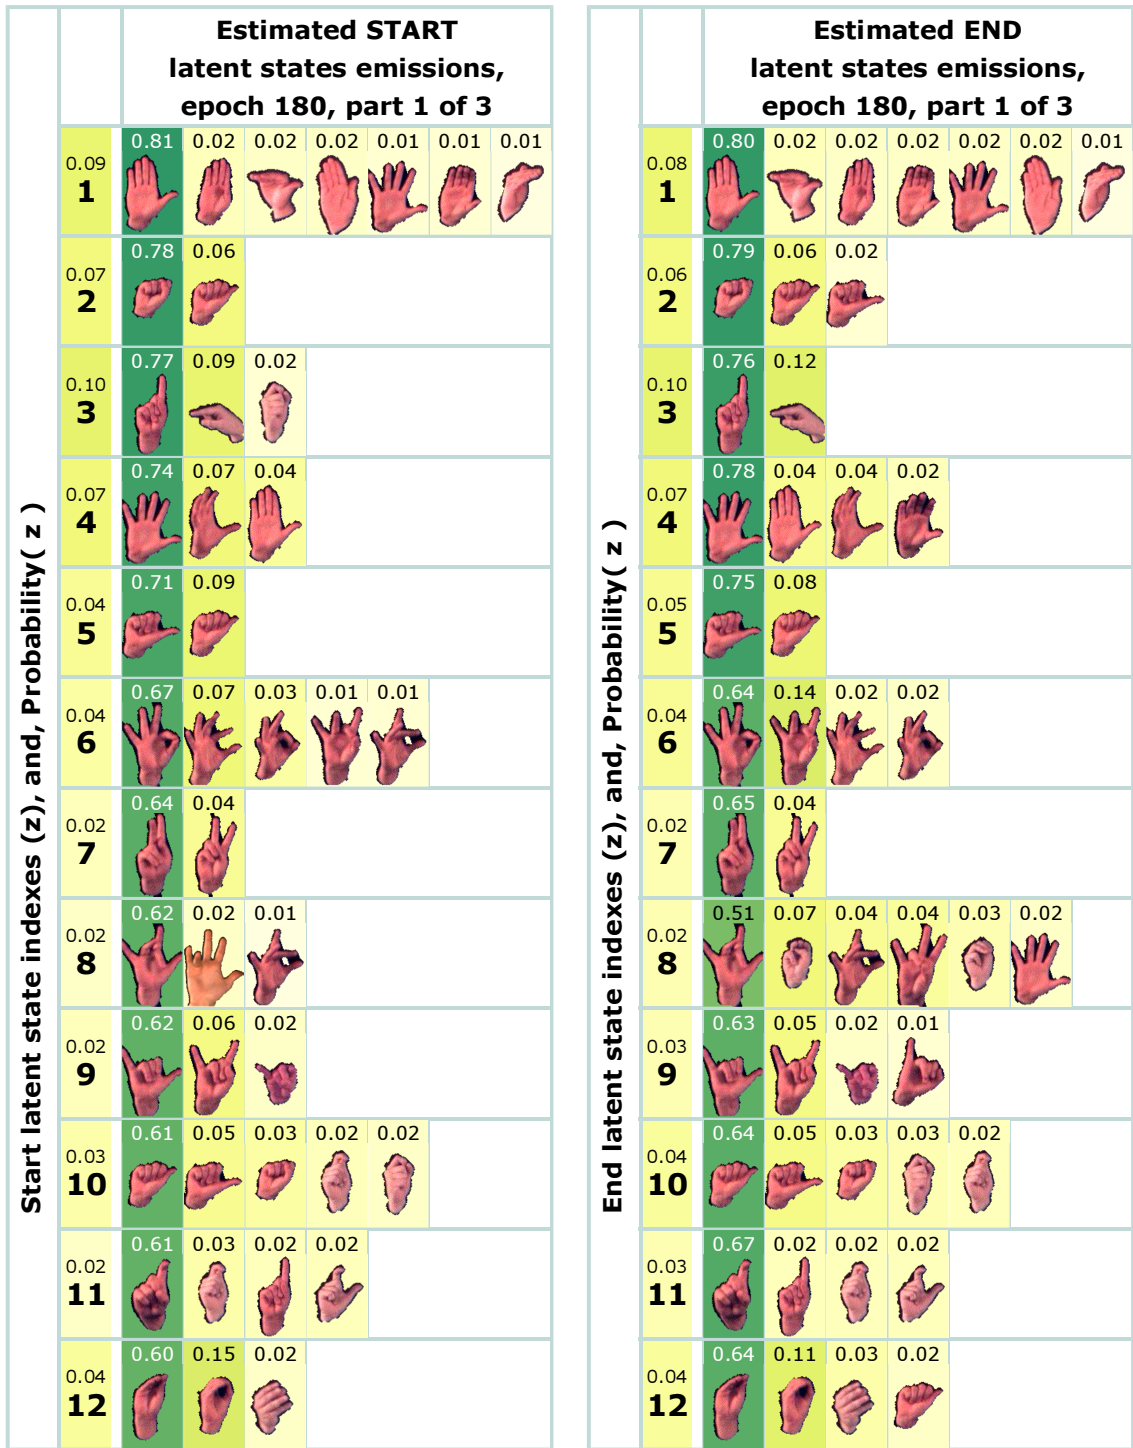 Estimated START
latent states emissions,
epoch 180, part 1 of 3
Start latent state indexes (z), and, Probability( z )
0.09
1
0.81 0.02 0.02 0.02 0.01 0.01 0.01
0.07
2
0.78 0.06
0.10
3
0.77 0.09 0.02
0.07
4
0.74 0.07 0.04
0.04
5
0.71 0.09
0.04
6
0.67 0.07 0.03 0.01 0.01
0.02
7
0.64 0.04
0.02
8
0.62 0.02 0.01
0.02
9
0.62 0.06 0.02
0.03
10
0.61 0.05 0.03 0.02 0.02
0.02
11
0.61 0.03 0.02 0.02
0.04
12
0.60 0.15 0.02
Estimated END
latent states emissions,
epoch 180, part 1 of 3
End latent state indexes (z), and, Probability( z )
0.08
1
0.80 0.02 0.02 0.02 0.02 0.02 0.01
0.06
2
0.79 0.06 0.02
0.10
3
0.76 0.12
0.07
4
0.78 0.04 0.04 0.02
0.05
5
0.75 0.08
0.04
6
0.64 0.14 0.02 0.02
0.02
7
0.65 0.04
0.02
8
0.51 0.07 0.04 0.04 0.03 0.02
0.03
9
0.63 0.05 0.02 0.01
0.04
10
0.64 0.05 0.03 0.03 0.02
0.03
11
0.67 0.02 0.02 0.02
0.04
12
0.64 0.11 0.03 0.02